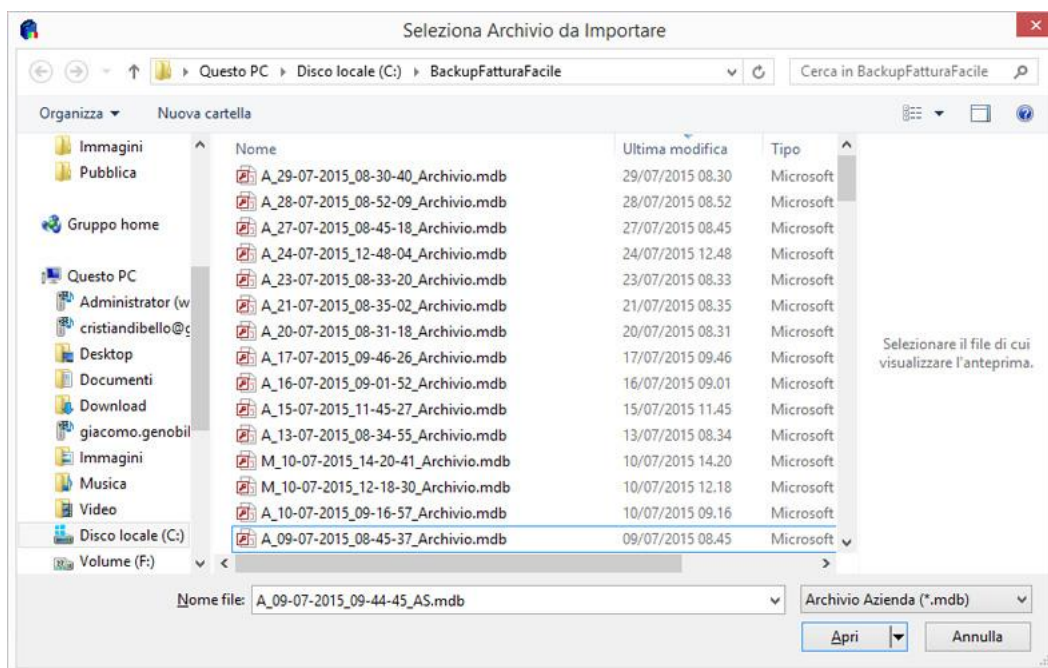 Seleziona Archivio da Importare
Questo PC Disco locale (C:) BackupFatturaFacile
Cerca in BackupFatturaFacile
Organizza Nuova cartella
Immagini
Pubblica
Gruppo home
Questo PC
Administrator (w
cristiandibello@g
Desktop
Documenti
Download
giacomo.genobil
Immagini
Musica
Video
Disco locale (C:)
Volume (F:)
Nome Ultima modifica Tipo
A_29-07-2015_08-30-40_Archivio.mdb 29/07/2015 08.30 Microsoft
A_28-07-2015_08-52-09_Archivio.mdb 28/07/2015 08.52 Microsoft
A_27-07-2015_08-45-18_Archivio.mdb 27/07/2015 08.45 Microsoft
A_24-07-2015_12-48-04_Archivio.mdb 24/07/2015 12.48 Microsoft
A_23-07-2015_08-33-20_Archivio.mdb 23/07/2015 08.33 Microsoft
A_21-07-2015_08-35-02_Archivio.mdb 21/07/2015 08.35 Microsoft
A_20-07-2015_08-31-18_Archivio.mdb 20/07/2015 08.31 Microsoft
A_17-07-2015_09-46-26_Archivio.mdb 17/07/2015 09.46 Microsoft
A_16-07-2015_09-01-52_Archivio.mdb 16/07/2015 09.01 Microsoft
A_15-07-2015_11-45-27_Archivio.mdb 15/07/2015 11.45 Microsoft
A_13-07-2015_08-34-55_Archivio.mdb 13/07/2015 08.34 Microsoft
M_10-07-2015_14-20-41_Archivio.mdb 10/07/2015 14.20 Microsoft
M_10-07-2015_12-18-30_Archivio.mdb 10/07/2015 12.18 Microsoft
A_10-07-2015_09-16-57_Archivio.mdb 10/07/2015 09.16 Microsoft
A_09-07-2015_08-45-37_Archivio.mdb 09/07/2015 08.45 Microsoft
Selezionare il file di cui
visualizzare l'anteprima.
Nome file: A_09-07-2015_09-44-45_AS.mdb
Archivio Azienda (*.mdb)
Apri Annulla